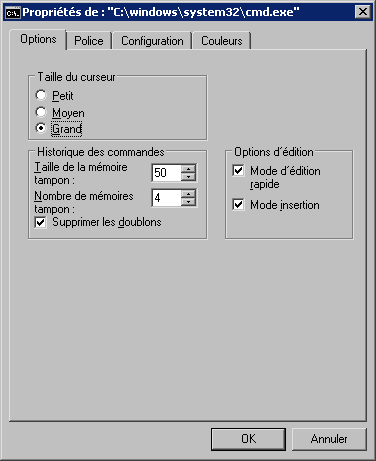 Propriétés de : "C:\windows\system32\cmd.exe"
Options Police Configuration Couleurs
Taille du curseur
Petit
Moyen
Grand
Historique des commandes
Taille de la mémoire
tampon :
50
Nombre de mémoires
tampon :
4
Supprimer les doublons
Options d'édition
Mode d'édition
rapide
Mode insertion
OK Annuler